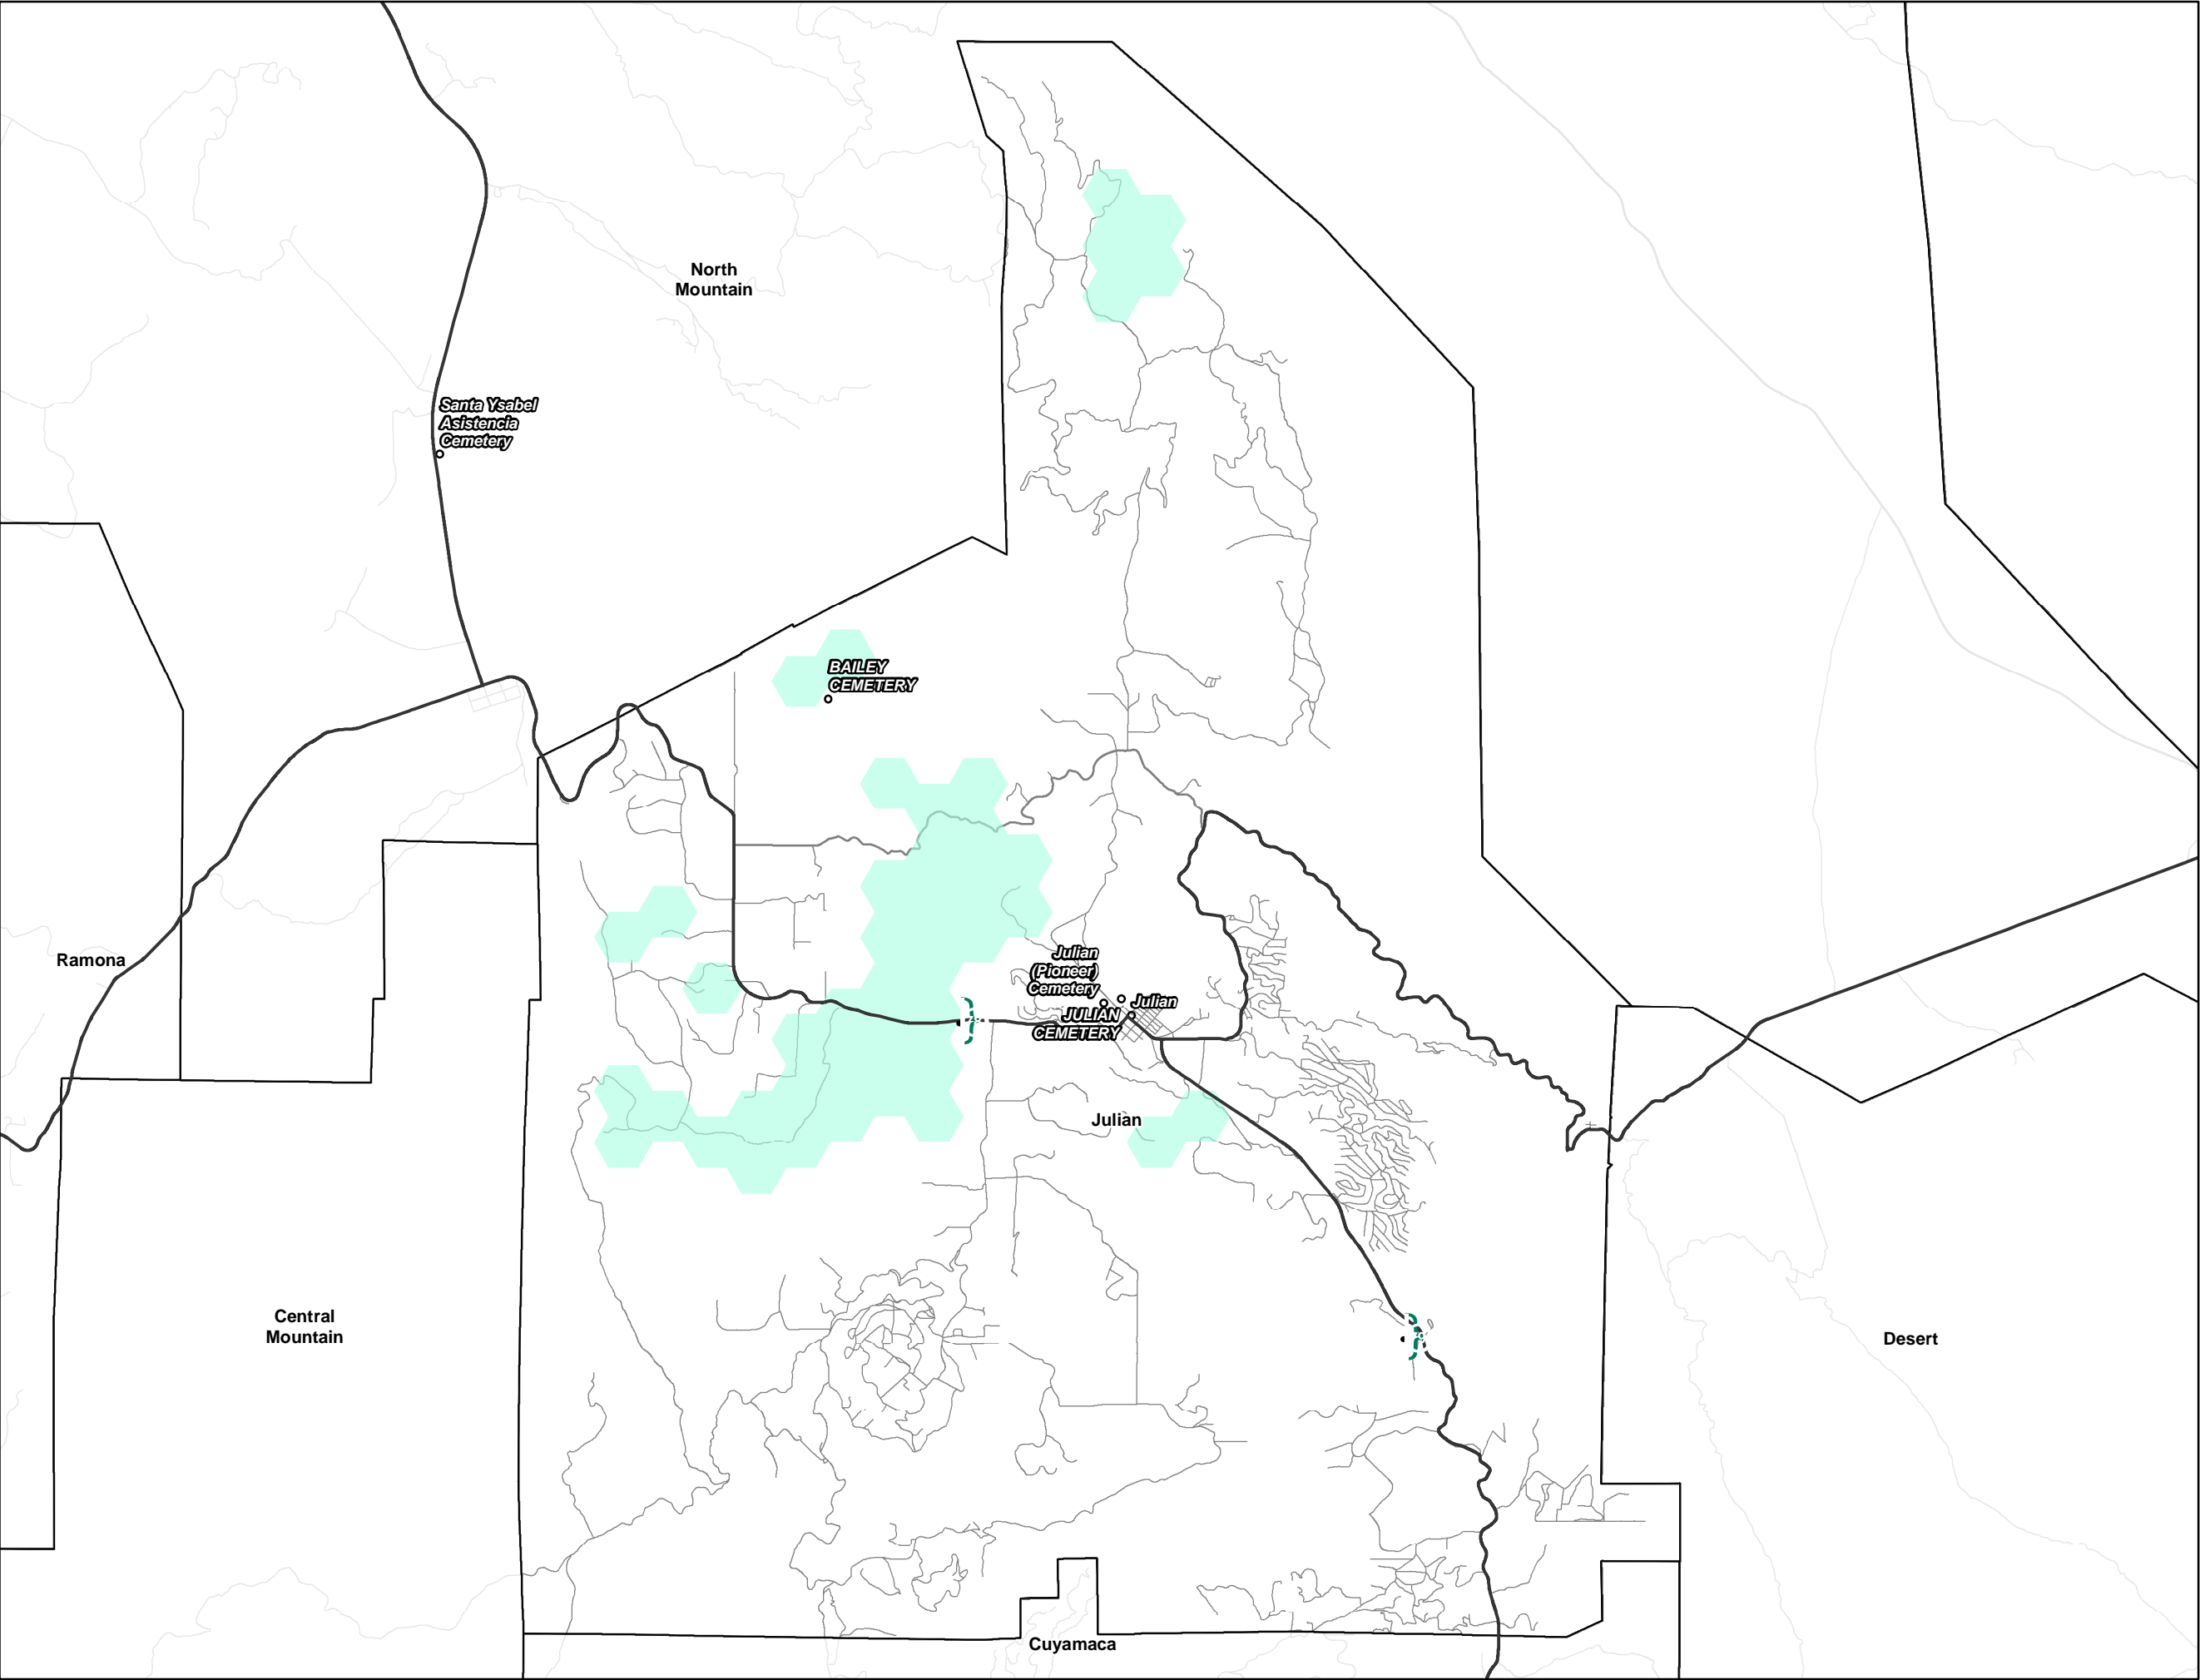 North
Mountain
Santa Ysabel
Asistencia
Cemetery
BAILEY
CEMETERY
Ramona
Julian
(Pioneer)
Cemetery
Julian
JULIAN
CEMETERY
Julian
Central
Mountain
Desert
Cuyamaca